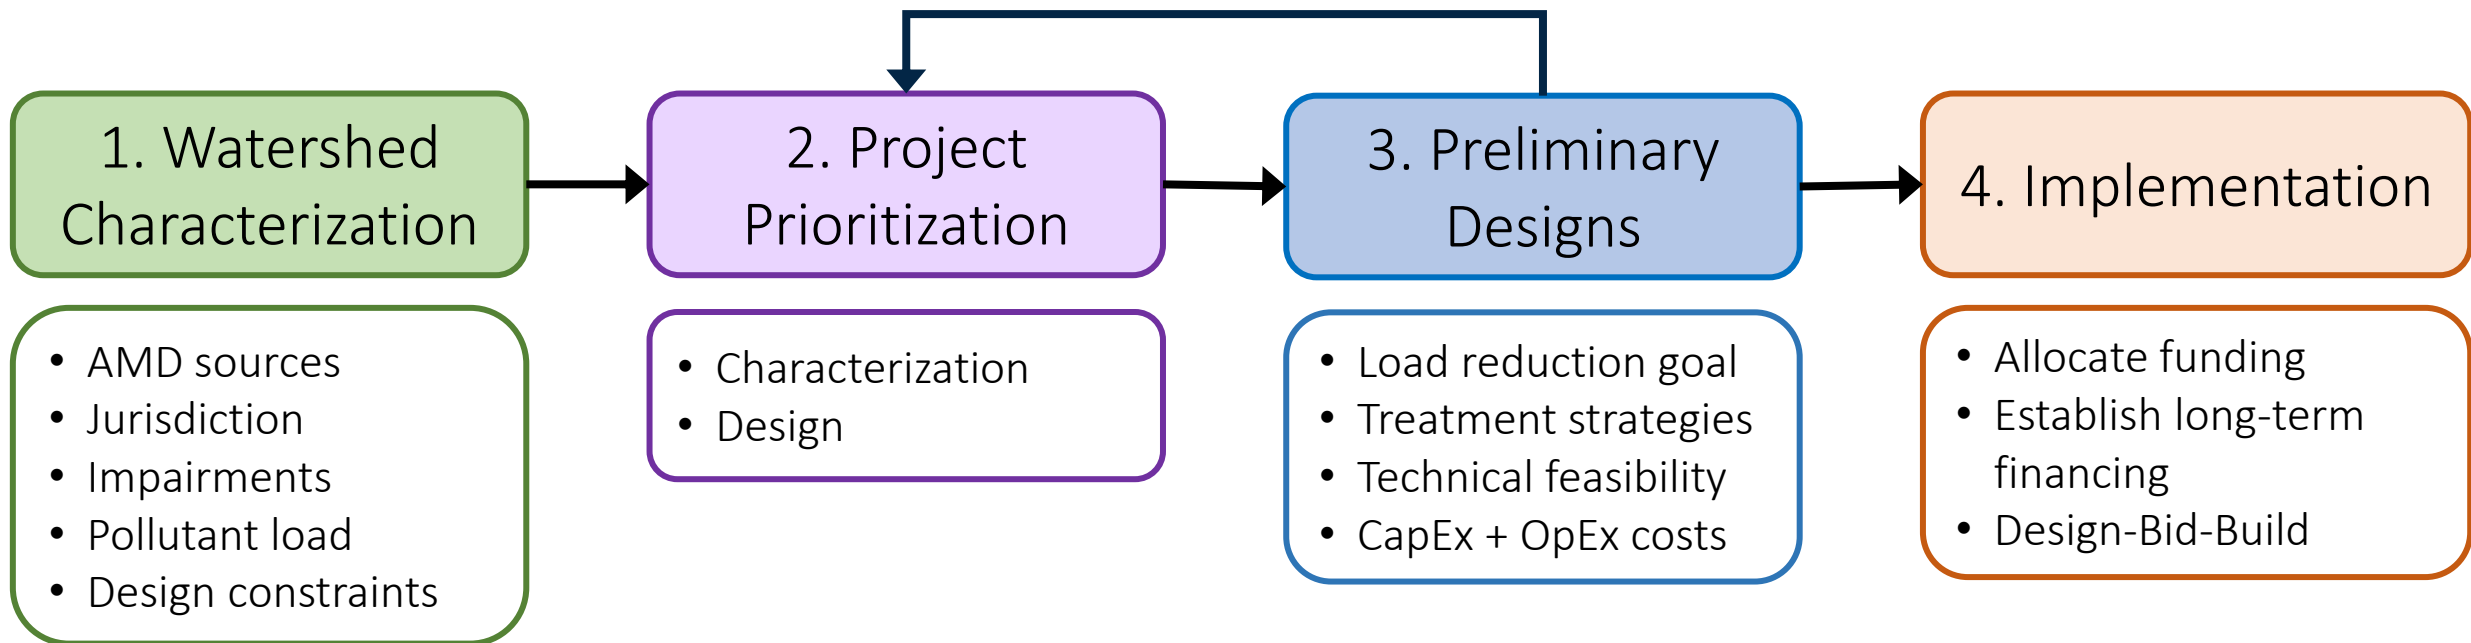 1. Watershed
Characterization
2. Project
Prioritization
3. Preliminary
Designs
4. Implementation
• AMD sources
• Jurisdiction
• Impairments
• Pollutant load
• Design constraints
• Characterization
• Design
• Load reduction goal
• Treatment strategies
• Technical feasibility
• CapEx + OpEx costs
• Allocate funding
• Establish long-term
financing
• Design-Bid-Build